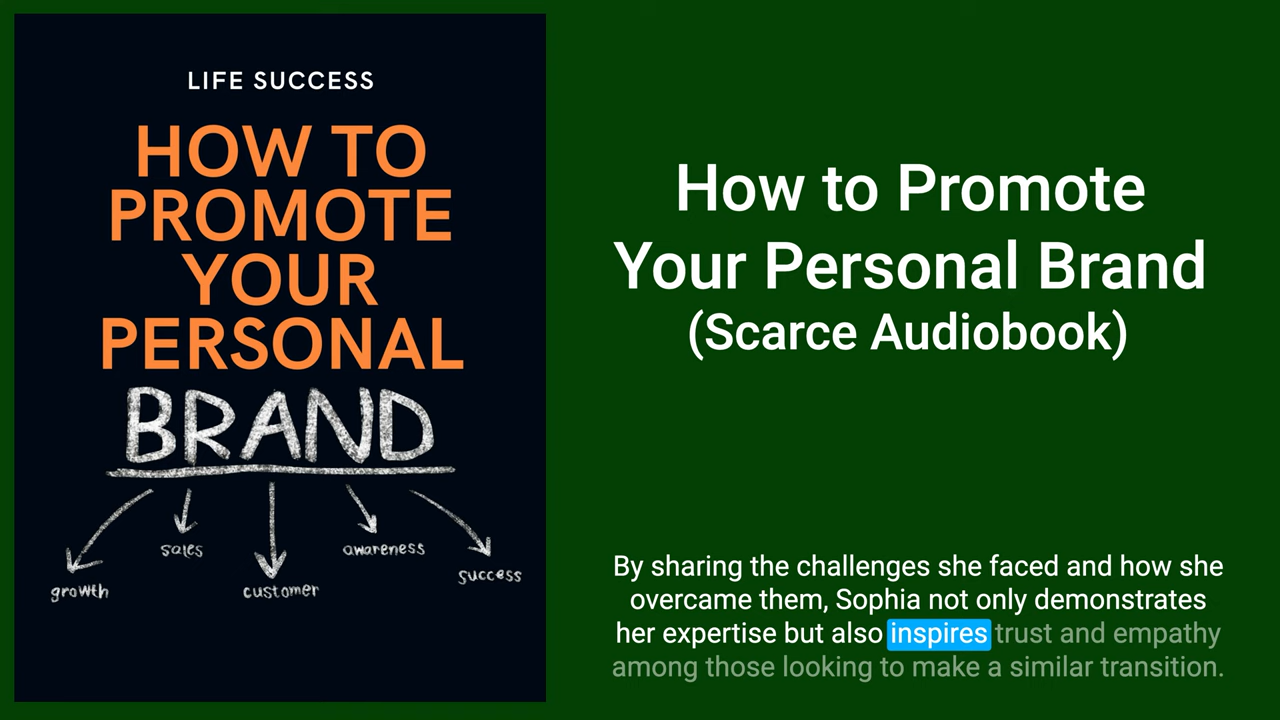 LIFE SUCCESS
HOW TO
PROMOTE
YOUR
PERSONAL
BRAND
growth
sales
customer
awareness
success
How to Promote
Your Personal Brand
(Scarce Audiobook)
By sharing the challenges she faced and how she
overcame them, Sophia not only demonstrates
her expertise but also inspires trust and empathy
among those looking to make a similar transition.